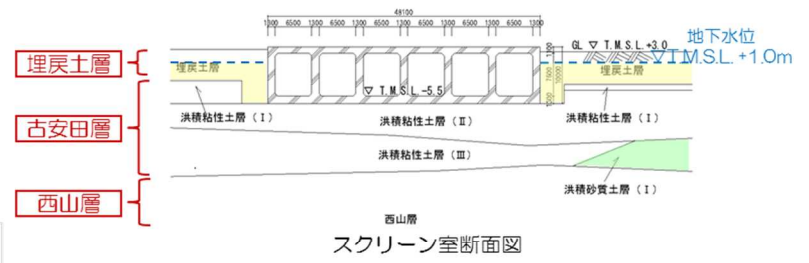 48100
1300 6500 1300 6500 1300 6500 1300 6500 1300 6500 1300 6500 1300
地下水位
GL ▽ T.M.S.L.+3.0
▽T.M.S.L. +1.0m
埋戻土層
埋戻土層
埋戻土層
▽ T.M.S.L.-5.5
洪積粘性土層（Ⅰ）
洪積粘性土層（Ⅱ）
洪積粘性土層（Ⅰ）
古安田層
洪積粘性土層（Ⅲ）
洪積砂質土層（Ⅰ）
西山層
西山層
スクリーン室断面図